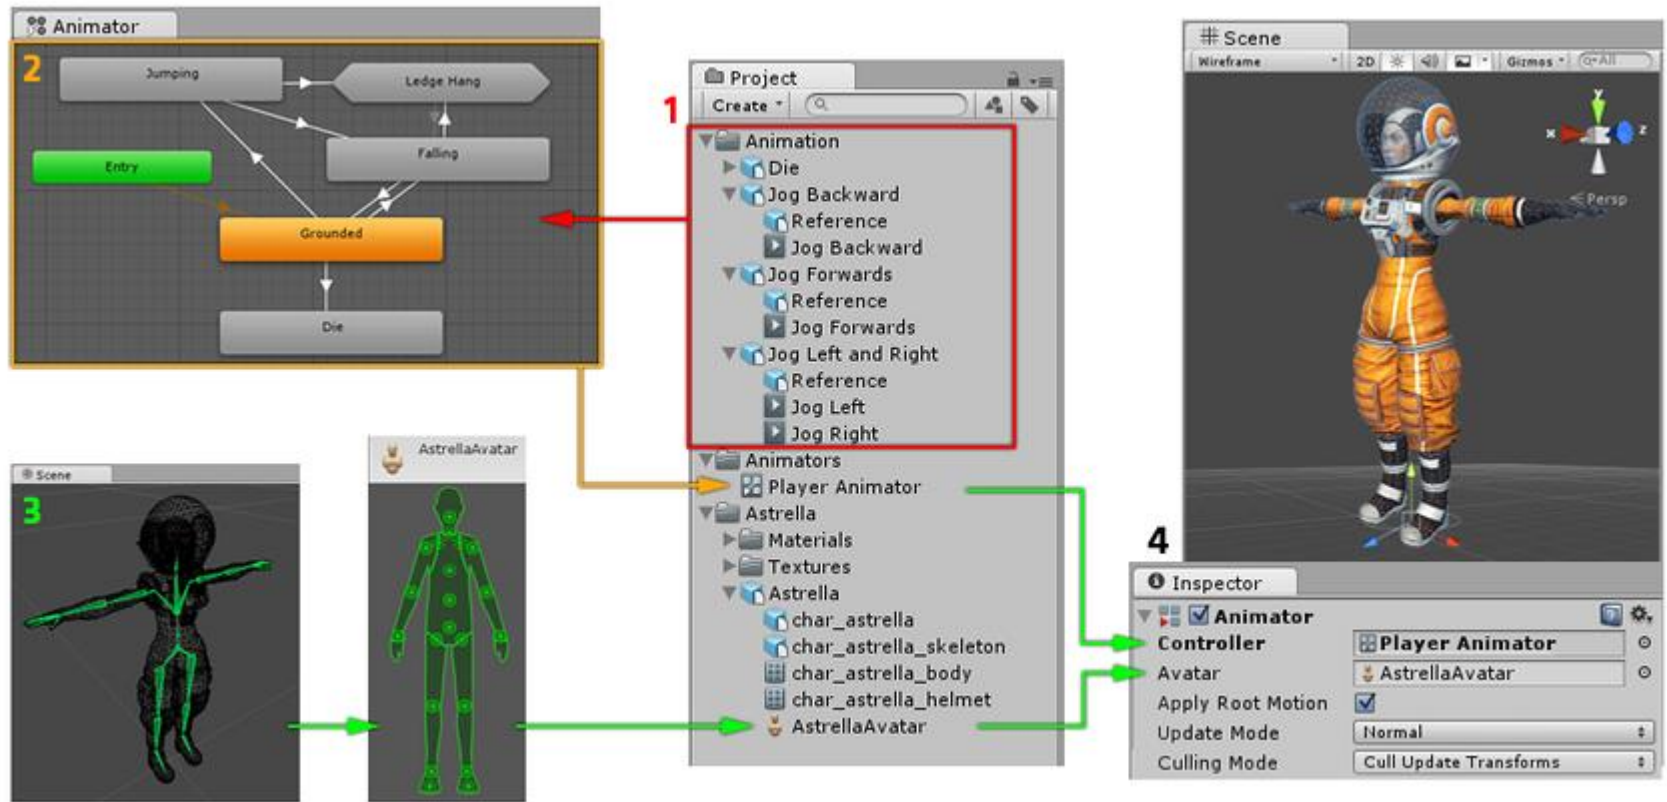 Animator
2
Jumping
Ledge Hang
Falling
Entry
Grounded
Die
Scene
3
AstrellaAvatar
1
Project
Create
Animation
Die
Jog Backward
Reference
Jog Backward
Jog Forwards
Reference
Jog Forwards
Jog Left and Right
Reference
Jog Left
Jog Right
Animators
Player Animator
Astrella
Materials
Textures
Astrella
char_astrella
char_astrella_skeleton
char_astrella_body
char_astrella_helmet
AstrellaAvatar
Scene
Wireframe 2D Gizmos All
y
x z
Persp
4
Inspector
Animator
Controller Player Animator
Avatar AstrellaAvatar
Apply Root Motion
Update Mode Normal
Culling Mode Cull Update Transforms